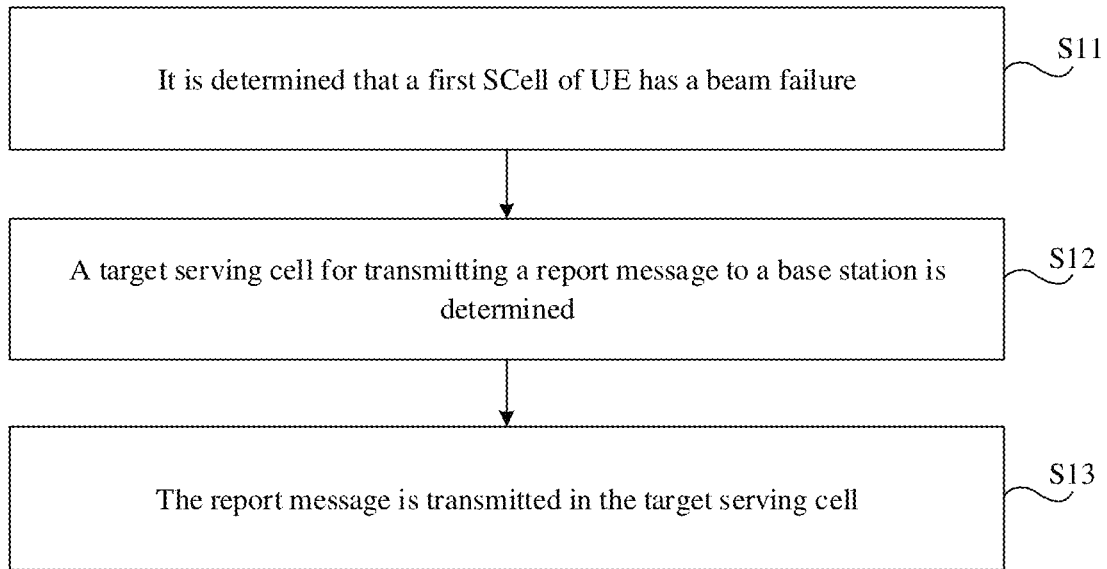 S11
It is determined that a first SCell of UE has a beam failure
S12
A target serving cell for transmitting a report message to a base station is
determined
S13
The report message is transmitted in the target serving cell